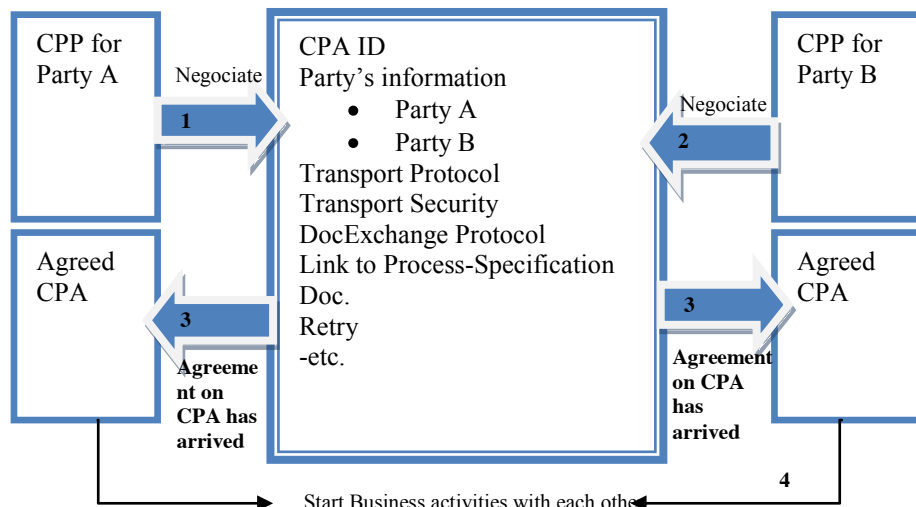 CPP for
Party A
Negociate
1
CPA ID
Party’s information
• Party A
• Party B
Transport Protocol
Transport Security
DocExchange Protocol
Link to Process-Specification
Doc.
Retry
-etc.
CPP for
Party B
Negociate
2
Agreed
CPA
3
Agreeme
nt on
CPA has
arrived
3
Agreement
on CPA
has
arrived
Agreed
CPA
4
Start Business activities with each other